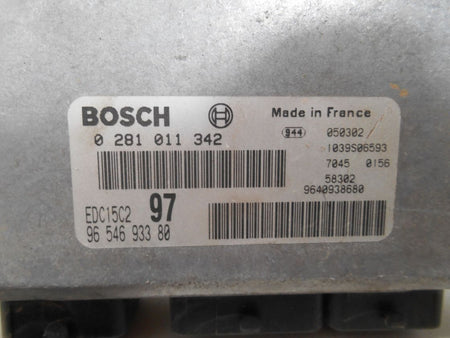 BOSCH
Made in France
0 281 011 342
944 050302
1039S06593
7045 0156
58302
9640938680
EDC15C2 97
96 546 933 80